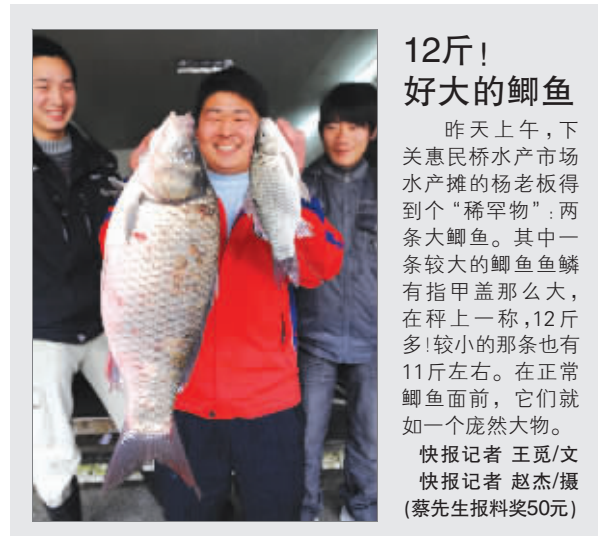 12斤！
好大的鲫鱼
昨天上午，下
关惠民桥水产市场
水产摊的杨老板得
到个“稀罕物”：两
条大鲫鱼。其中一
条较大的鲫鱼鱼鳞
有指甲盖那么大，
在秤上一称，12斤
多！较小的那条也有
11斤左右。在正常
鲫鱼面前，它们就
如一个庞然大物。
快报记者 王觅/文
快报记者 赵杰/摄
(蔡先生报料奖50元)